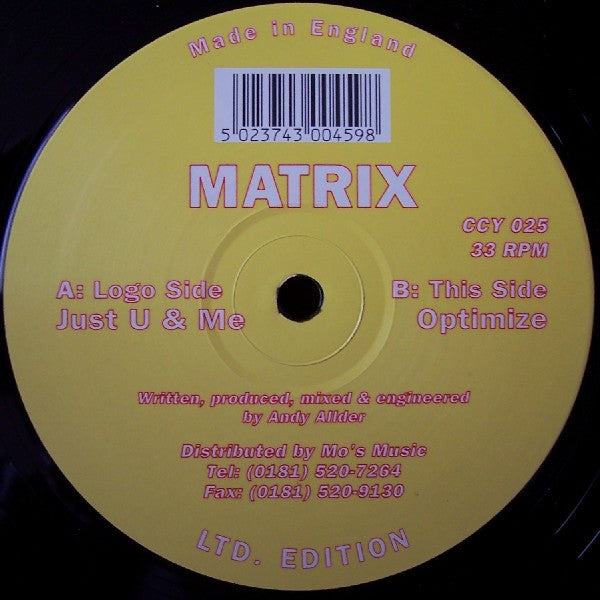 Made in England
5 023743 004598
MATRIX
CCY 025
33 RPM
A: Logo Side
Just U & Me
B: This Side
Optimize
Written, produced, mixed & engineered
by Andy Allder
Distributed by Mo's Music
Tel: (0181) 520-7264
Fax: (0181) 520-9130
LTD. EDITION